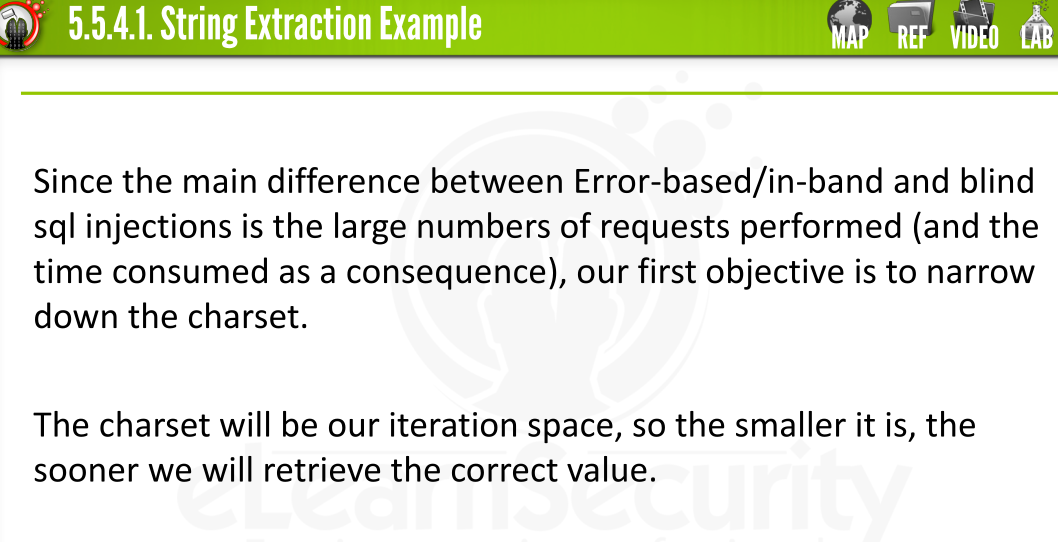 5.5.4.1. String Extraction Example
MAP REF VIDEO LAB
Since the main difference between Error-based/in-band and blind
sql injections is the large numbers of requests performed (and the
time consumed as a consequence), our first objective is to narrow
down the charset.
The charset will be our iteration space, so the smaller it is, the
sooner we will retrieve the correct value.
eLearnSecurity